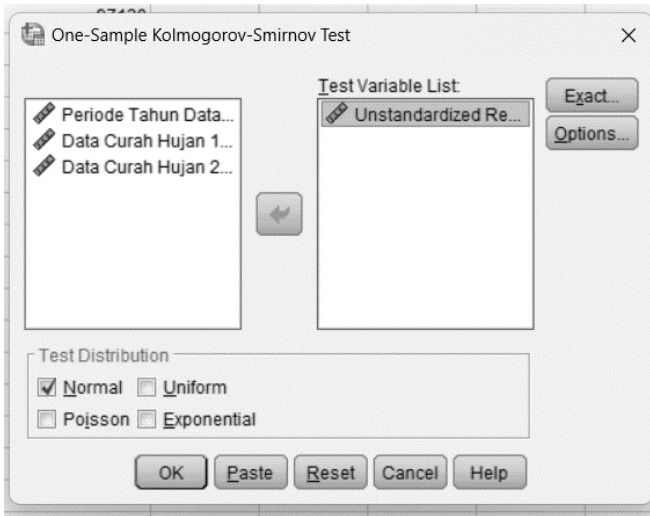 One-Sample Kolmogorov-Smirnov Test
Test Variable List:
Periode Tahun Data...
Data Curah Hujan 1...
Data Curah Hujan 2...
Unstandardized Re...
Exact...
Options...
Test Distribution
Normal Uniform
Poisson Exponential
OK Paste Reset Cancel Help